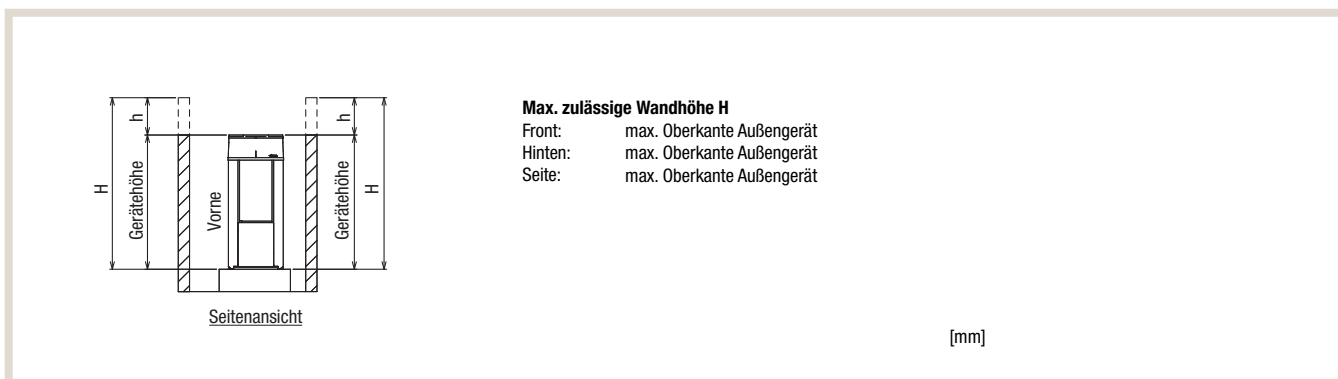 Max. zulässige Wandhöhe H
Front: max. Oberkante Außengerät
Hinten: max. Oberkante Außengerät
Seite: max. Oberkante Außengerät
H
h
Gerätehöhe
Vorne
h
Gerätehöhe
H
Seitenansicht
[mm]